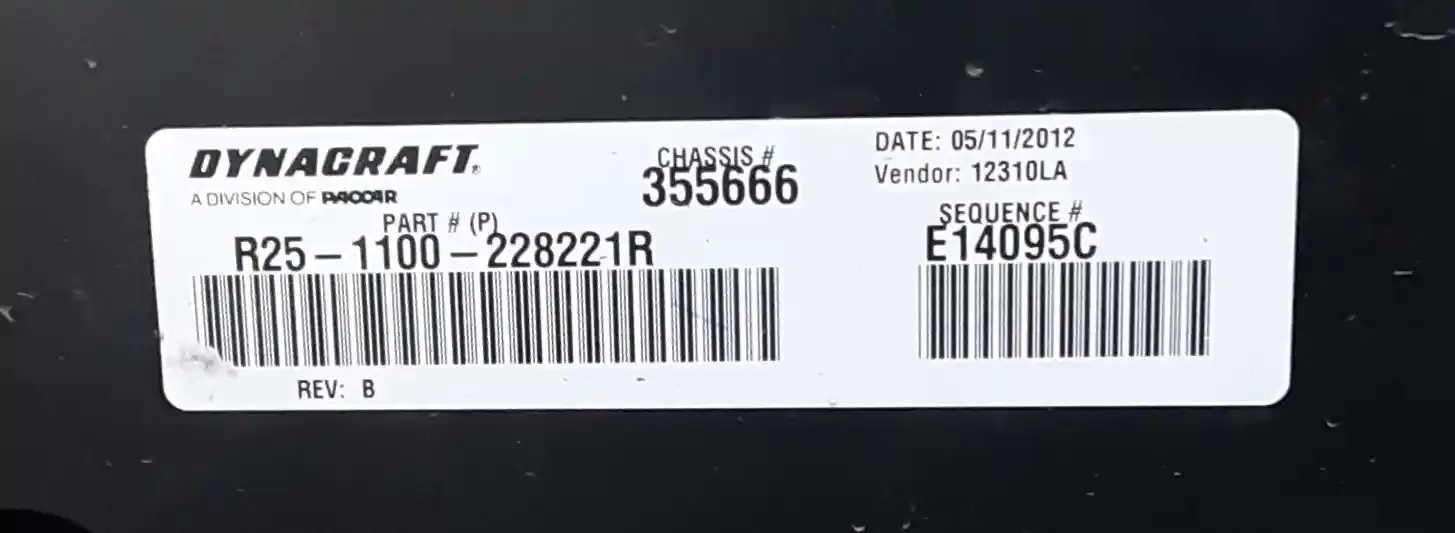 DYNACRAFT®
A DIVISION OF PACCAR
CHASSIS #
355666
DATE: 05/11/2012
Vendor: 12310LA
PART # (P)
R25-1100-228221R
SEQUENCE #
E14095C
REV: B